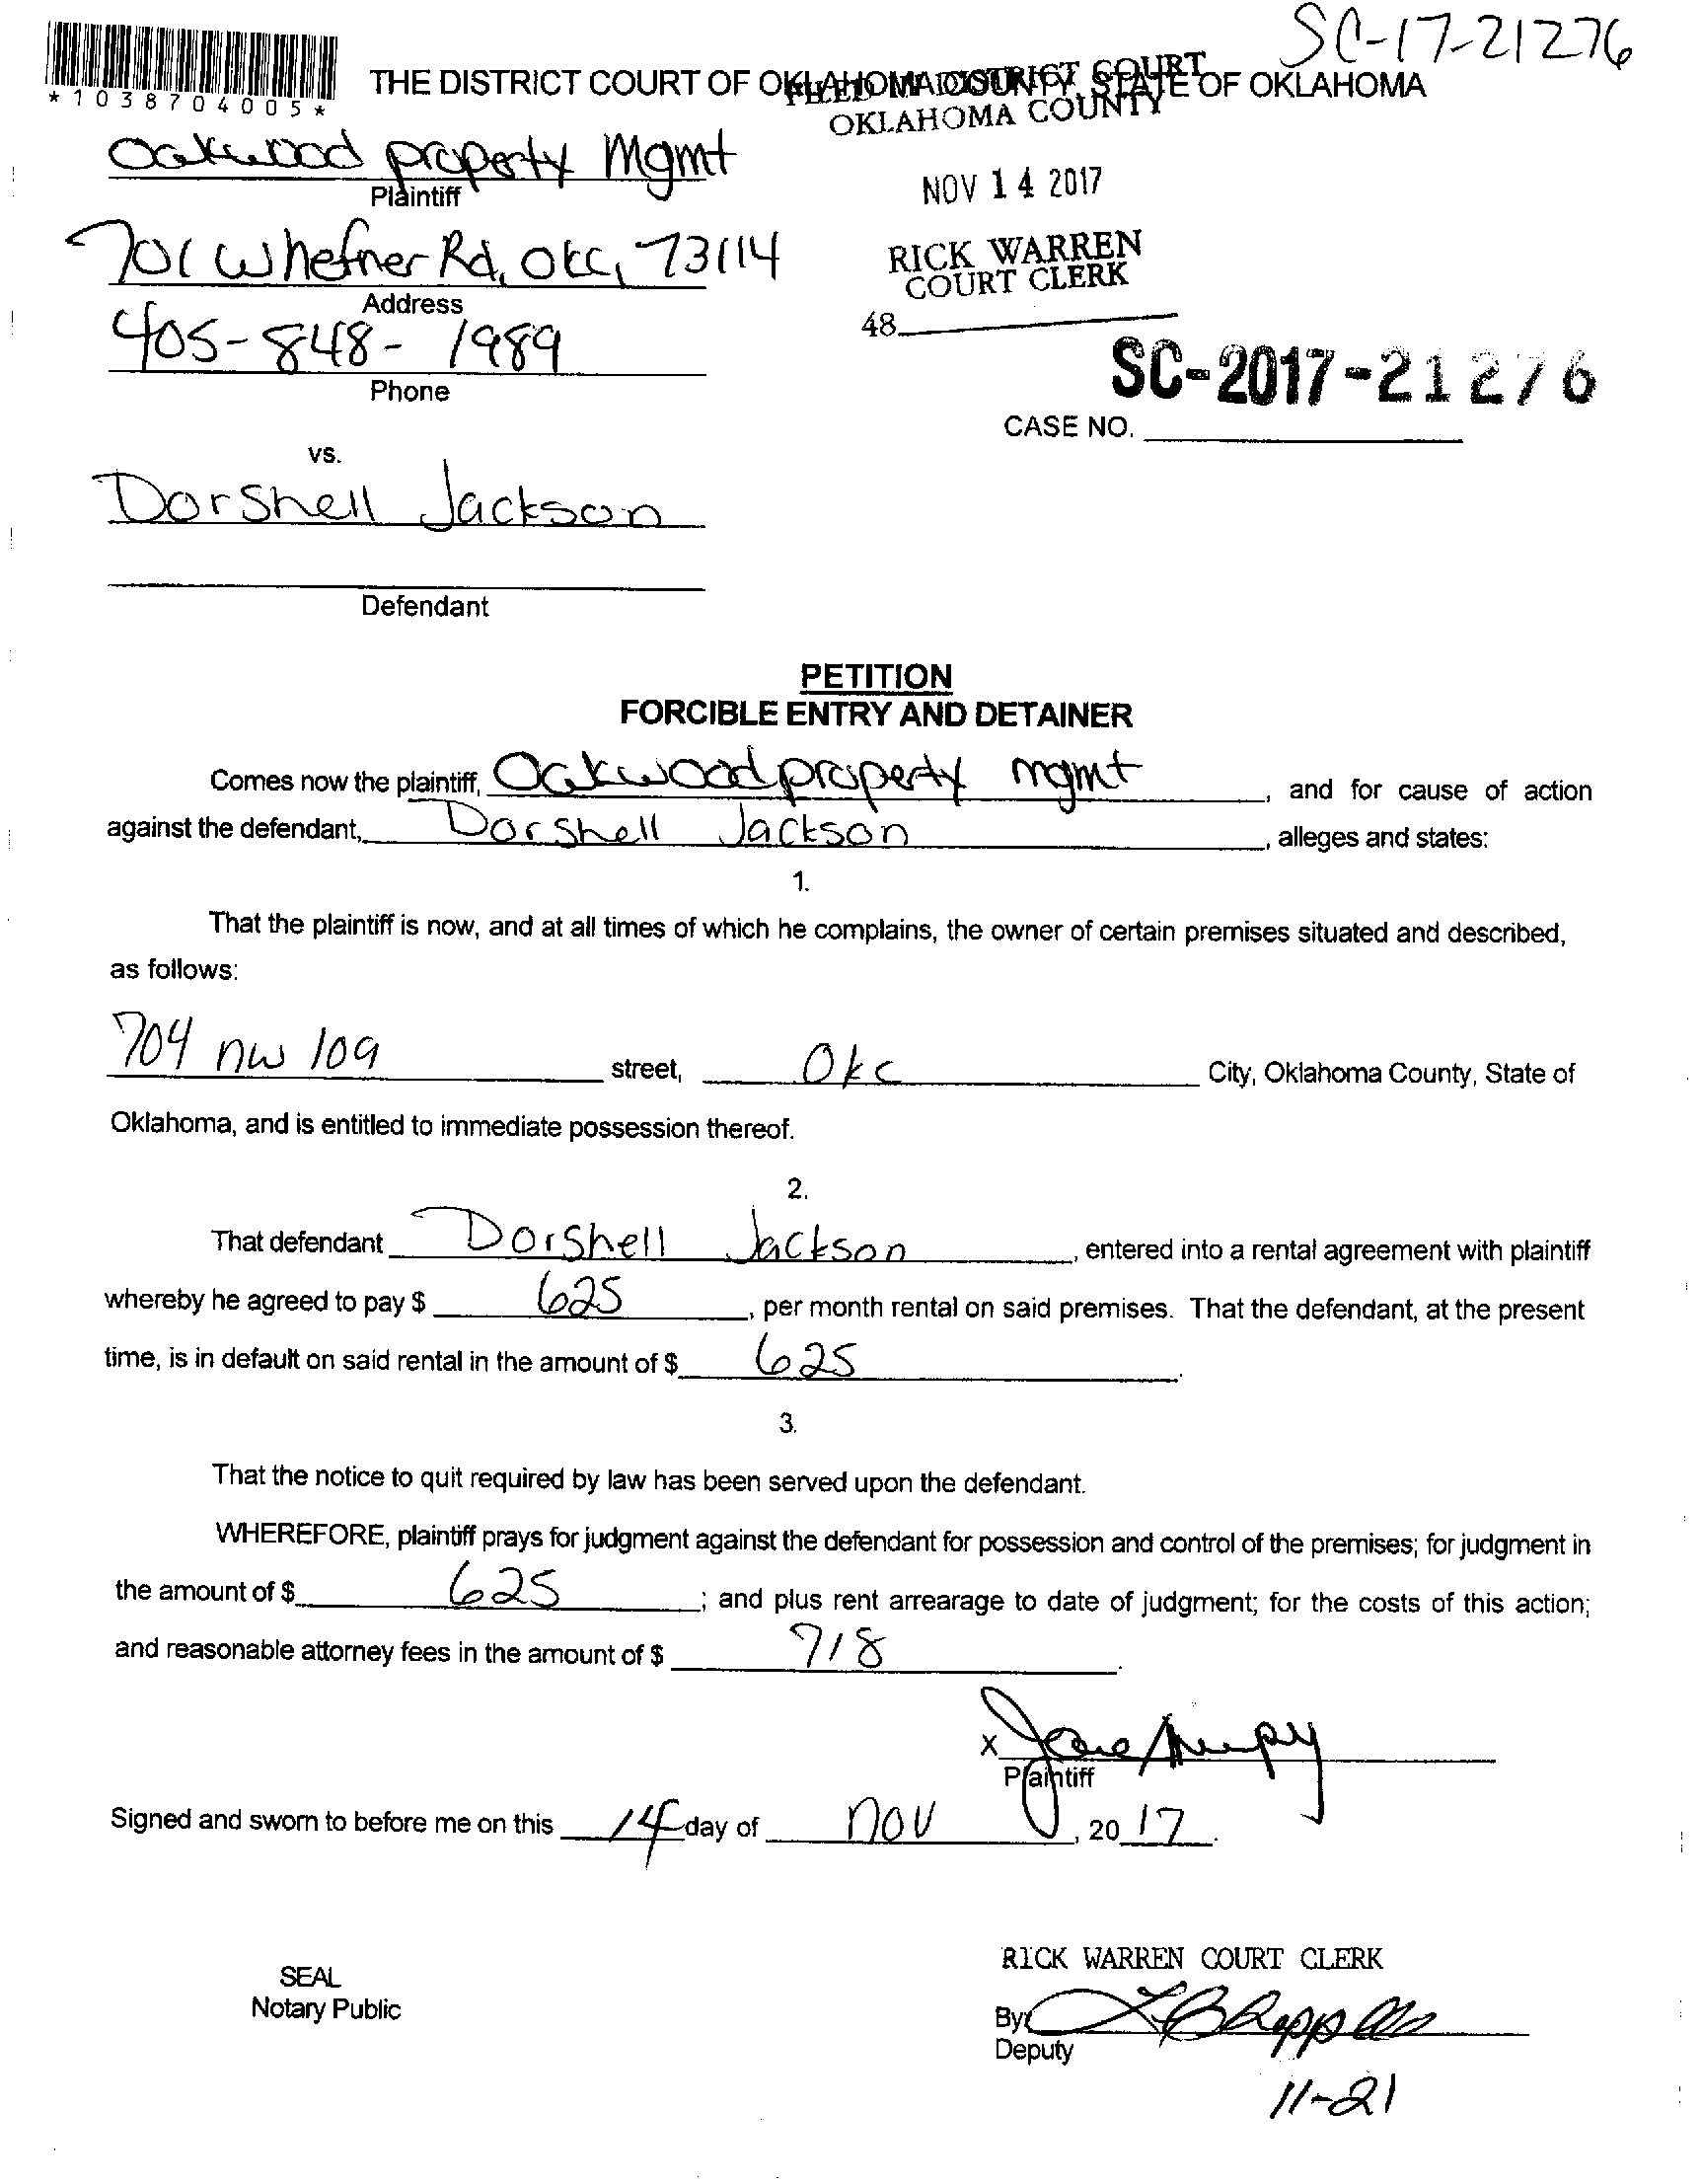 SC-17-21276
*1038704005*
THE DISTRICT COURT OF OKLAHOMA COUNTY, STATE OF OKLAHOMA
FILED DISTRICT COURT
OKLAHOMA COUNTY
Oakwood property Mgmt
Plaintiff
NOV 14 2017
701 W hefner Rd, OKC, 73114
Address
RICK WARREN
COURT CLERK
405-848-1989
Phone
48
SC-2017-21276
CASE NO.
vs.
Dorshell Jackson
Defendant
PETITION
FORCIBLE ENTRY AND DETAINER
Comes now the plaintiff, Oakwood property mgmt, and for cause of action
against the defendant, Dorshell Jackson, alleges and states:
1.
That the plaintiff is now, and at all times of which he complains, the owner of certain premises situated and described,
as follows:
704 nw 109 street, Okc City, Oklahoma County, State of
Oklahoma, and is entitled to immediate possession thereof.
2.
That defendant Dorshell Jackson, entered into a rental agreement with plaintiff
whereby he agreed to pay $ 625, per month rental on said premises. That the defendant, at the present
time, is in default on said rental in the amount of $ 625.
3.
That the notice to quit required by law has been served upon the defendant.
WHEREFORE, plaintiff prays for judgment against the defendant for possession and control of the premises; for judgment in
the amount of $ 625; and plus rent arrearage to date of judgment; for the costs of this action;
and reasonable attorney fees in the amount of $ 718.
X
Plaintiff
Signed and sworn to before me on this 14 day of nov, 2017.
SEAL
Notary Public
RICK WARREN COURT CLERK
By:
Deputy
11-21